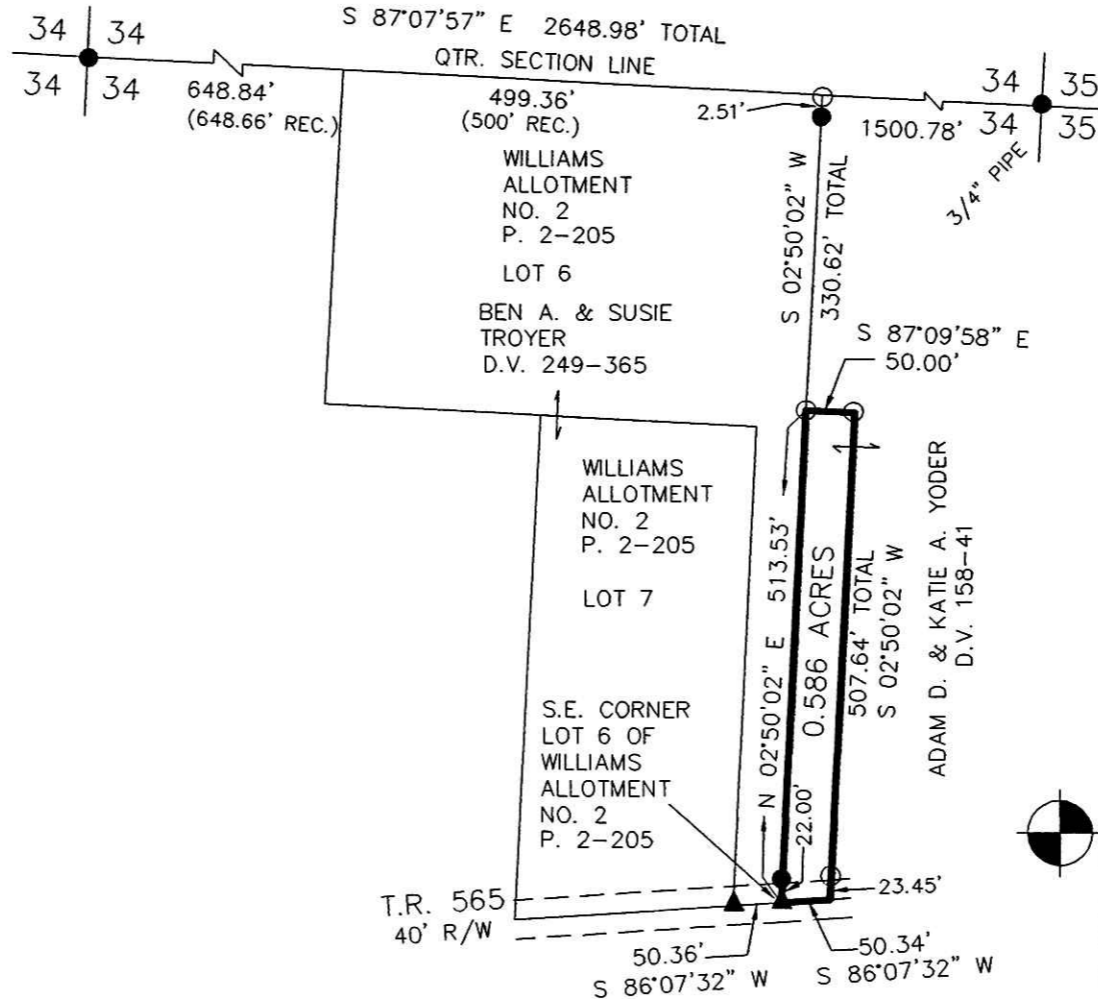 S 87°07'57" E 2648.98' TOTAL
QTR. SECTION LINE
34 34
34 34
648.84'
(648.66' REC.)
499.36'
(500' REC.)
2.51'
1500.78'
34 35
34 35
3/4" PIPE
WILLIAMS
ALLOTMENT
NO. 2
P. 2-205
LOT 6
BEN A. & SUSIE
TROYER
D.V. 249-365
S 02°50'02" W
330.62' TOTAL
S 87°09'58" E
50.00'
WILLIAMS
ALLOTMENT
NO. 2
P. 2-205
LOT 7
N 02°50'02" E 513.53'
0.586 ACRES
507.64' TOTAL
S 02°50'02" W
ADAM D. & KATIE A. YODER
D.V. 158-41
S.E. CORNER
LOT 6 OF
WILLIAMS
ALLOTMENT
NO. 2
P. 2-205
22.00'
23.45'
T.R. 565
40' R/W
50.36'
S 86°07'32" W
50.34'
S 86°07'32" W